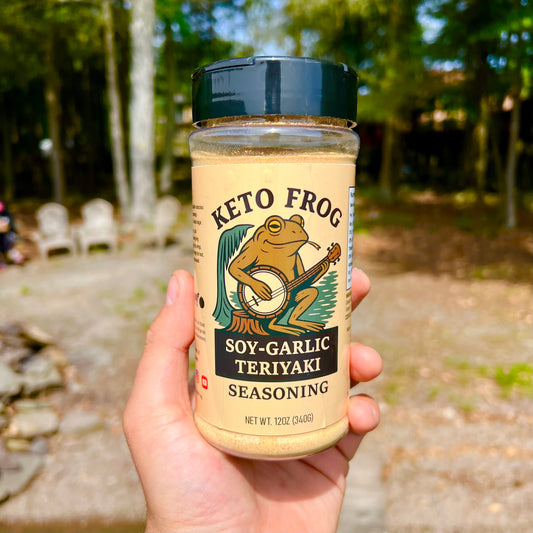 KETO FROG
SOY-GARLIC
TERIYAKI
SEASONING
NET WT. 12OZ (340G)